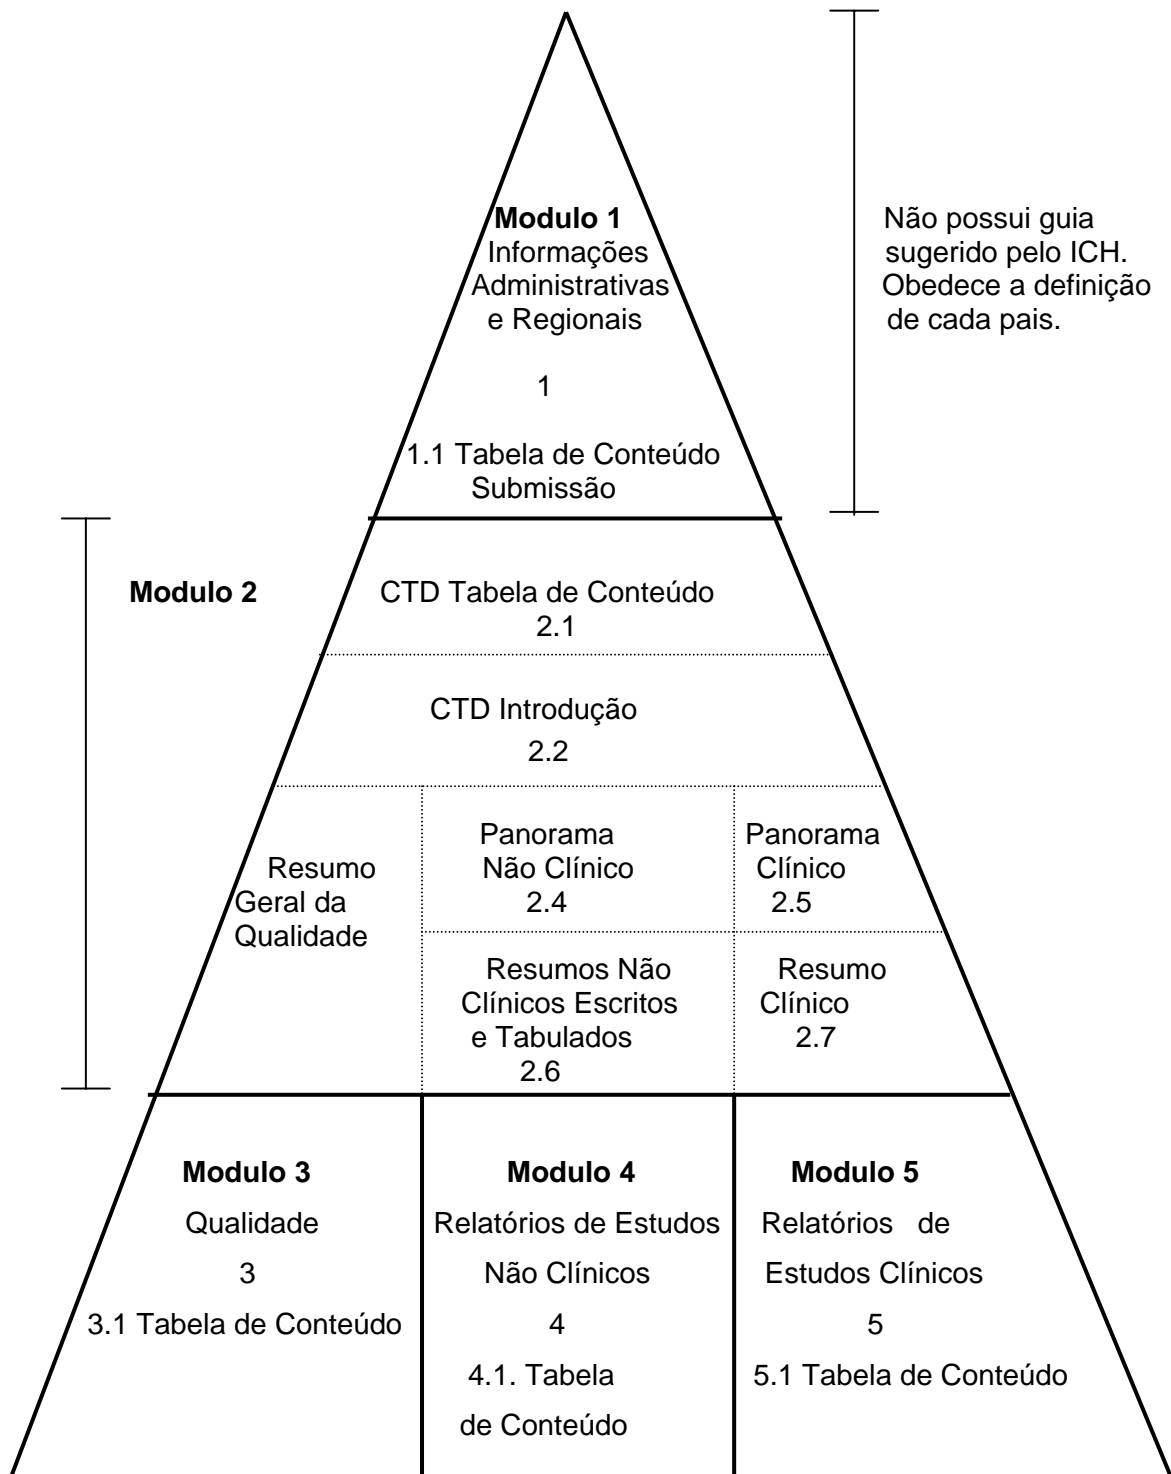 Modulo 1
Informações
Administrativas
e Regionais
1
1.1 Tabela de Conteúdo
Submissão
Não possui guia
sugerido pelo ICH.
Obedece a definição
de cada pais.
Modulo 2
CTD Tabela de Conteúdo
2.1
CTD Introdução
2.2
Resumo
Geral da
Qualidade
Panorama
Não Clínico
2.4
Panorama
Clínico
2.5
Resumos Não
Clínicos Escritos
e Tabulados
2.6
Resumo
Clínico
2.7
Modulo 3
Qualidade
3
3.1 Tabela de Conteúdo
Modulo 4
Relatórios de Estudos
Não Clínicos
4
4.1. Tabela
de Conteúdo
Modulo 5
Relatórios de
Estudos Clínicos
5
5.1 Tabela de Conteúdo